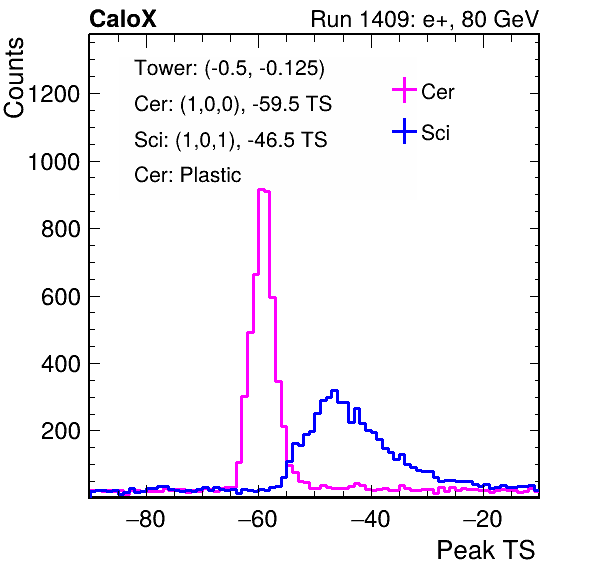 CaloX Run 1409: e+, 80 GeV
Tower: (-0.5, -0.125)
Cer: (1,0,0), -59.5 TS
Sci: (1,0,1), -46.5 TS
Cer: Plastic
Cer
Sci
Counts
1200
1000
800
600
400
200
−80 −60 −40 −20
Peak TS